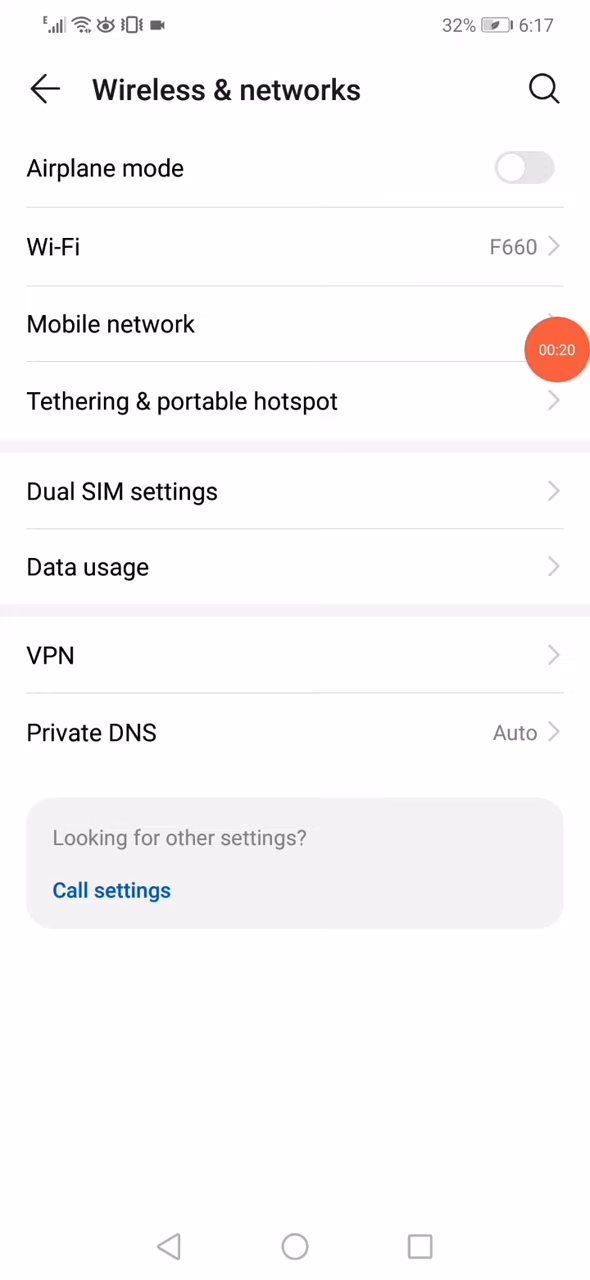 E 32% 6:17
Wireless & networks
Airplane mode
Wi-Fi F660
Mobile network
00:20
Tethering & portable hotspot
Dual SIM settings
Data usage
VPN
Private DNS Auto
Looking for other settings?
Call settings